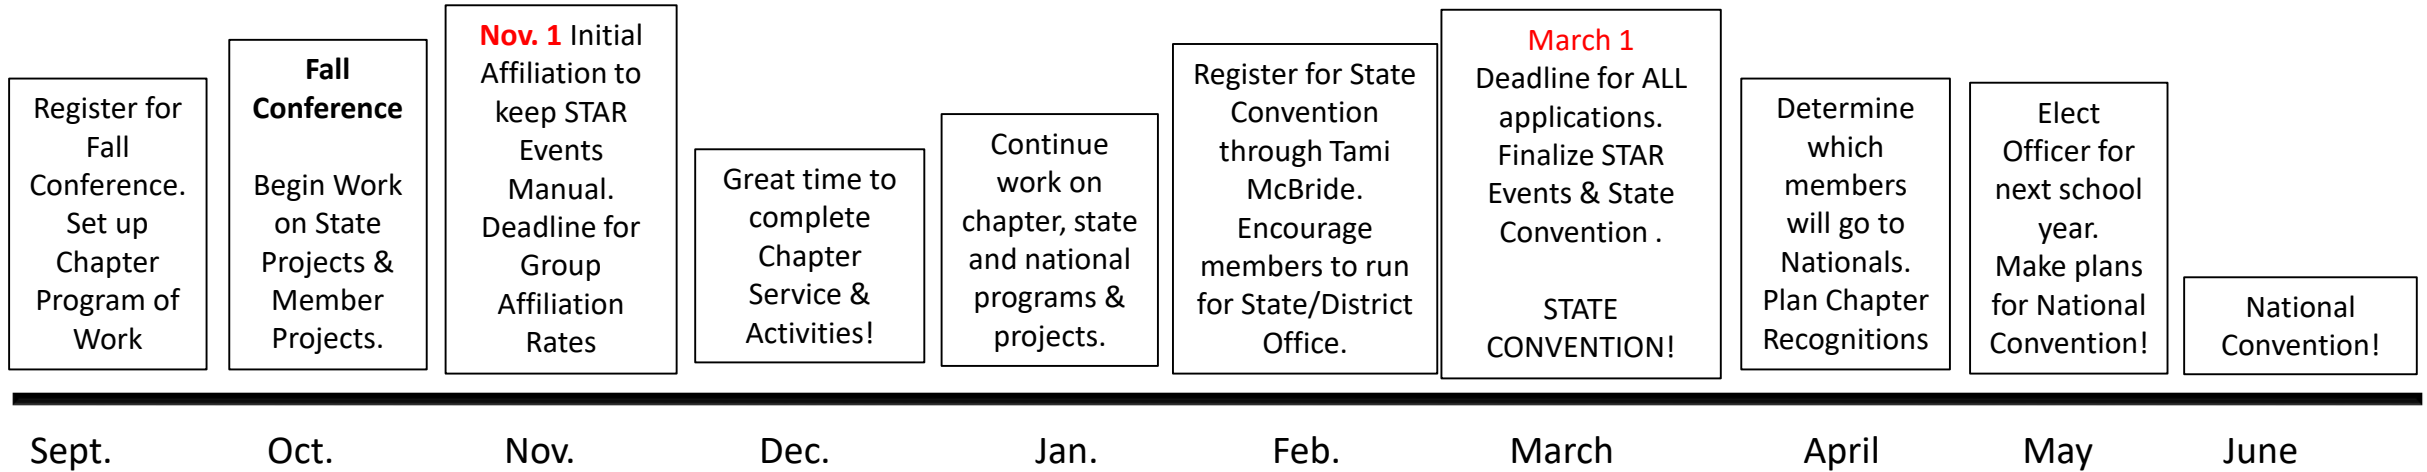 Register for
Fall
Conference.
Set up
Chapter
Program of
Work
Fall
Conference
Begin Work
on State
Projects &
Member
Projects.
Nov. 1 Initial
Affiliation to
keep STAR
Events
Manual.
Deadline for
Group
Affiliation
Rates
Great time to
complete
Chapter
Service &
Activities!
Continue
work on
chapter, state
and national
programs &
projects.
Register for State
Convention
through Tami
McBride.
Encourage
members to run
for State/District
Office.
March 1
Deadline for ALL
applications.
Finalize STAR
Events & State
Convention .
STATE
CONVENTION!
Determine
which
members
will go to
Nationals.
Plan Chapter
Recognitions
Elect
Officer for
next school
year.
Make plans
for National
Convention!
National
Convention!
Sept. Oct. Nov. Dec. Jan. Feb. March April May June